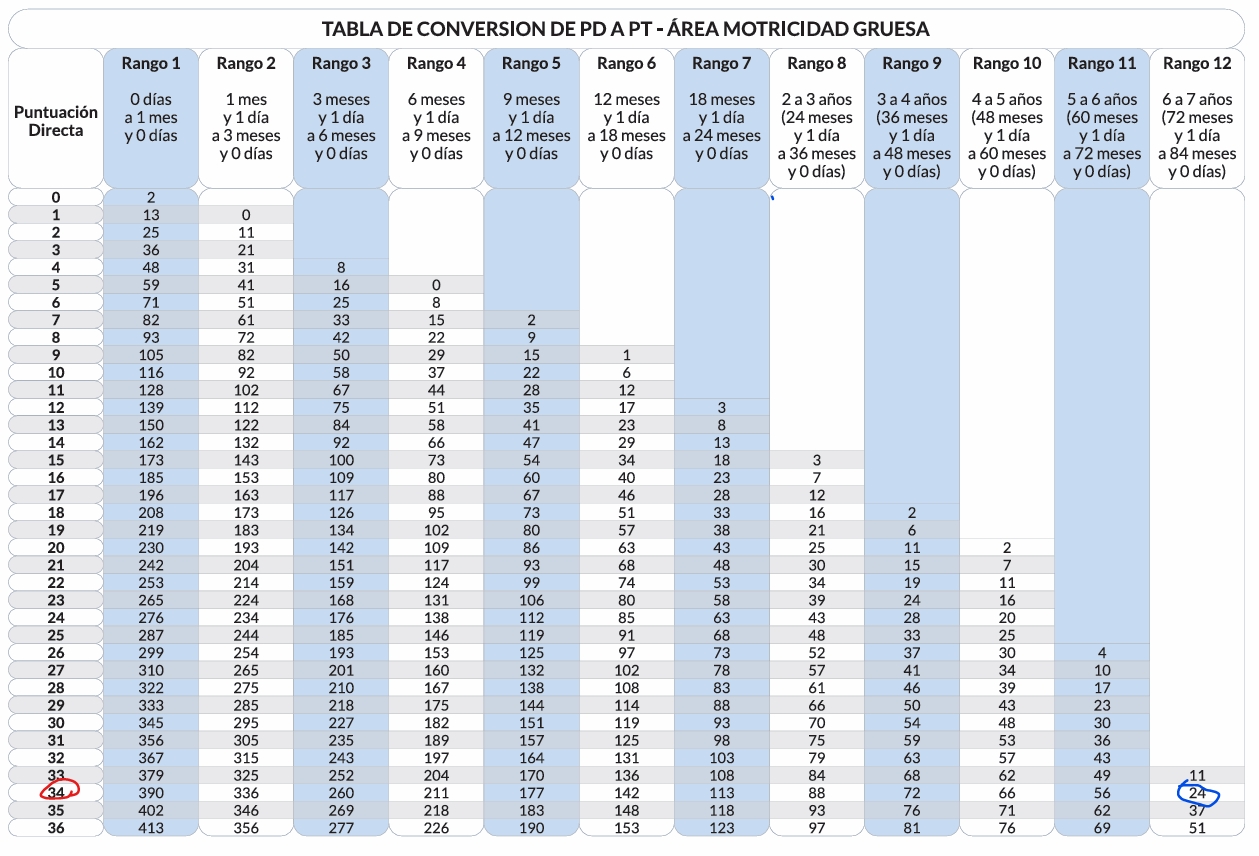 TABLA DE CONVERSION DE PD A PT - ÁREA MOTRICIDAD GRUESA
Puntuación Directa
Rango 1 0 días a 1 mes y 0 días
Rango 2 1 mes y 1 día a 3 meses y 0 días
Rango 3 3 meses y 1 día a 6 meses y 0 días
Rango 4 6 meses y 1 día a 9 meses y 0 días
Rango 5 9 meses y 1 día a 12 meses y 0 días
Rango 6 12 meses y 1 día a 18 meses y 0 días
Rango 7 18 meses y 1 día a 24 meses y 0 días
Rango 8 2 a 3 años (24 meses y 1 día a 36 meses y 0 días)
Rango 9 3 a 4 años (36 meses y 1 día a 48 meses y 0 días)
Rango 10 4 a 5 años (48 meses y 1 día a 60 meses y 0 días)
Rango 11 5 a 6 años (60 meses y 1 día a 72 meses y 0 días)
Rango 12 6 a 7 años (72 meses y 1 día a 84 meses y 0 días)
0 2
1 13 0
2 25 11
3 36 21
4 48 31 8
5 59 41 16 0
6 71 51 25 8
7 82 61 33 15 2
8 93 72 42 22 9
9 105 82 50 29 15 1
10 116 92 58 37 22 6
11 128 102 67 44 28 12
12 139 112 75 51 35 17 3
13 150 122 84 58 41 23 8
14 162 132 92 66 47 29 13
15 173 143 100 73 54 34 18 3
16 185 153 109 80 60 40 23 7
17 196 163 117 88 67 46 28 12
18 208 173 126 95 73 51 33 16 2
19 219 183 134 102 80 57 38 21 6
20 230 193 142 109 86 63 43 25 11 2
21 242 204 151 117 93 68 48 30 15 7
22 253 214 159 124 99 74 53 34 19 11
23 265 224 168 131 106 80 58 39 24 16
24 276 234 176 138 112 85 63 43 28 20
25 287 244 185 146 119 91 68 48 33 25
26 299 254 193 153 125 97 73 52 37 30 4
27 310 265 201 160 132 102 78 57 41 34 10
28 322 275 210 167 138 108 83 61 46 39 17
29 333 285 218 175 144 114 88 66 50 43 23
30 345 295 227 182 151 119 93 70 54 48 30
31 356 305 235 189 157 125 98 75 59 53 36
32 367 315 243 197 164 131 103 79 63 57 43
33 379 325 252 204 170 136 108 84 68 62 49 11
34 390 336 260 211 177 142 113 88 72 66 56 24
35 402 346 269 218 183 148 118 93 76 71 62 37
36 413 356 277 226 190 153 123 97 81 76 69 51